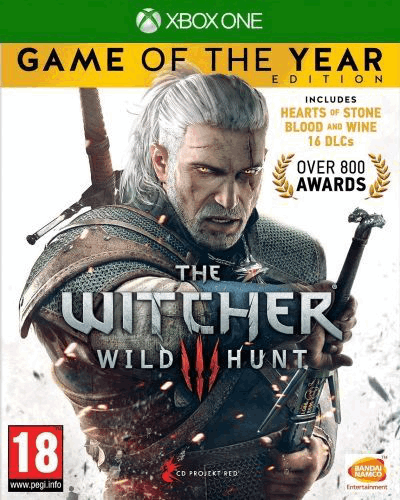 XBOX ONE
GAME OF THE YEAR
EDITION
INCLUDES
HEARTS OF STONE
BLOOD AND WINE
16 DLCs
OVER 800
AWARDS
THE
WITCHER
WILD III HUNT
18
www.pegi.info
CD PROJEKT RED
BANDAI
NAMCO
Entertainment